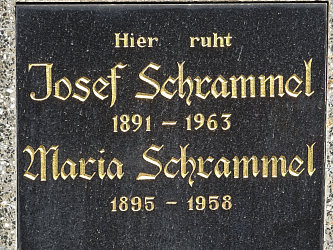 Hier ruht
Josef Schrammel
1891 – 1963
Maria Schrammel
1895 – 1958